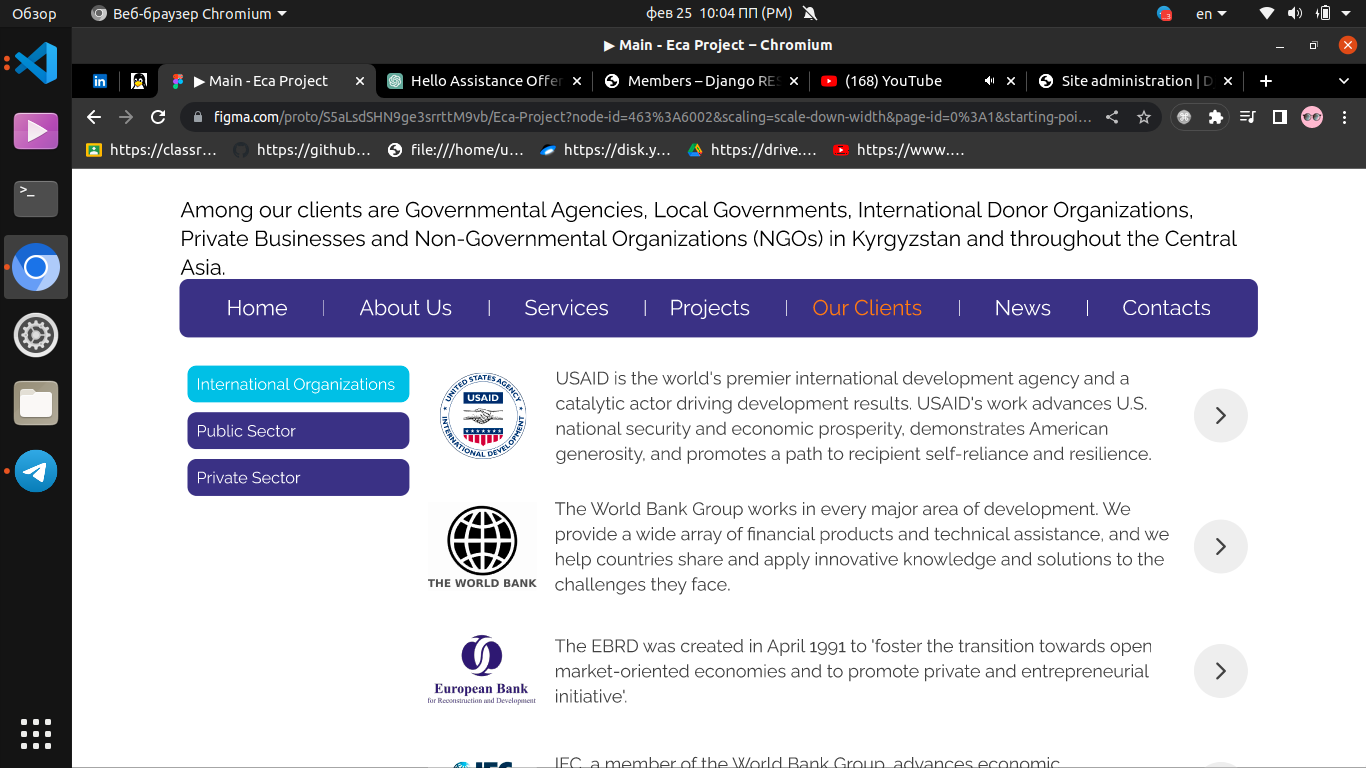 Обзор
Веб-браузер Chromium
фев 25 10:04 ПП (PM)
3
en
▶ Main - Eca Project – Chromium
in
▶ Main - Eca Project
Hello Assistance Offer
Members – Django RES
(168) YouTube
Site administration | D
figma.com/proto/S5aLsdSHN9ge3srrttM9vb/Eca-Project?node-id=463%3A6002&scaling=scale-down-width&page-id=0%3A1&starting-poi…
https://classr…
https://github…
file:///home/u…
https://disk.y…
https://drive.…
https://www.…
Among our clients are Governmental Agencies, Local Governments, International Donor Organizations,
Private Businesses and Non-Governmental Organizations (NGOs) in Kyrgyzstan and throughout the Central
Asia.
Home | About Us | Services | Projects | Our Clients | News | Contacts
International Organizations
Public Sector
Private Sector
UNITED STATES AGENCY
USAID
INTERNATIONAL DEVELOPMENT
USAID is the world's premier international development agency and a
catalytic actor driving development results. USAID's work advances U.S.
national security and economic prosperity, demonstrates American
generosity, and promotes a path to recipient self-reliance and resilience.
THE WORLD BANK
The World Bank Group works in every major area of development. We
provide a wide array of financial products and technical assistance, and we
help countries share and apply innovative knowledge and solutions to the
challenges they face.
European Bank
for Reconstruction and Development
The EBRD was created in April 1991 to 'foster the transition towards open
market-oriented economies and to promote private and entrepreneurial
initiative'.
IFC
IFC, a member of the World Bank Group, advances economic